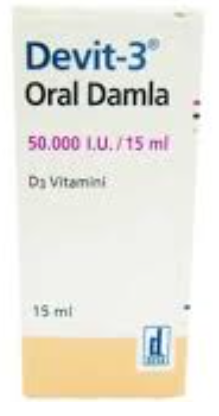 Devit-3®
Oral Damla
50.000 I.U./15 ml
D3 Vitamini
15 ml